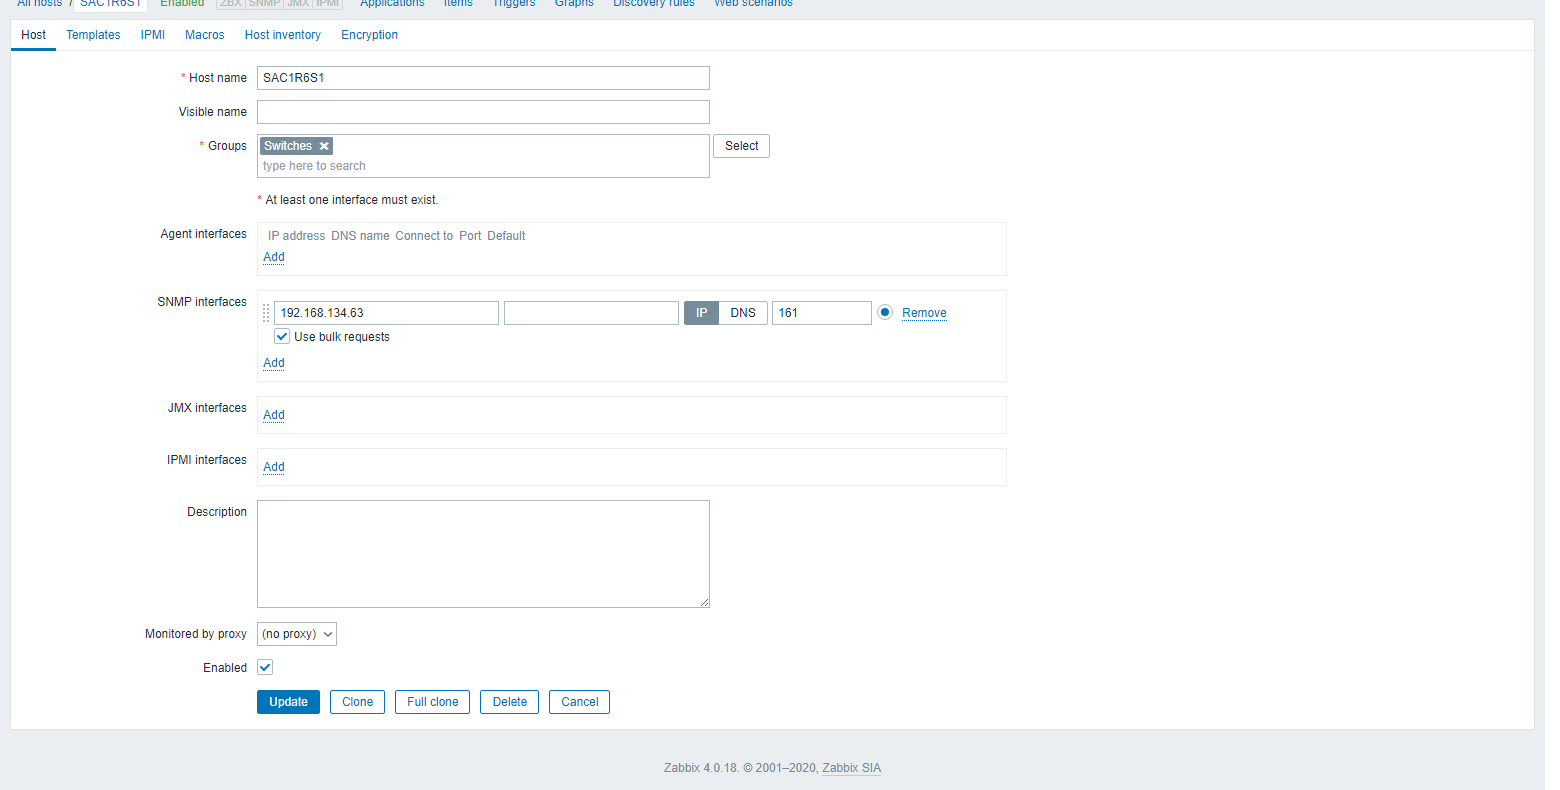 All hosts / SAC1R6S1 Enabled ZBX SNMP JMX IPMI Applications Items Triggers Graphs Discovery rules Web scenarios
Host Templates IPMI Macros Host inventory Encryption
* Host name SAC1R6S1
Visible name
* Groups Switches Select
type here to search
* At least one interface must exist.
Agent interfaces IP address DNS name Connect to Port Default
Add
SNMP interfaces 192.168.134.63 IP DNS 161 Remove
Use bulk requests
Add
JMX interfaces Add
IPMI interfaces Add
Description
Monitored by proxy (no proxy)
Enabled
Update Clone Full clone Delete Cancel
Zabbix 4.0.18. © 2001–2020, Zabbix SIA